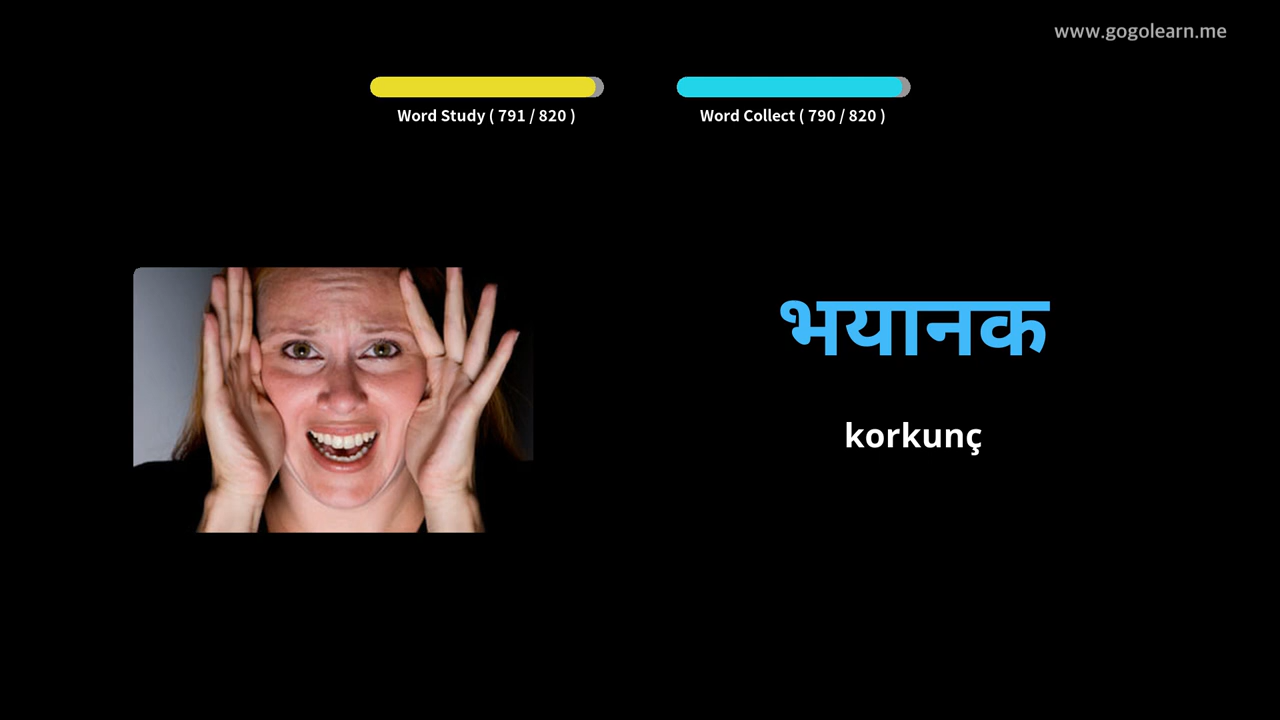 www.gogolearn.me
Word Study ( 791 / 820 )
Word Collect ( 790 / 820 )
भयानक
korkunç